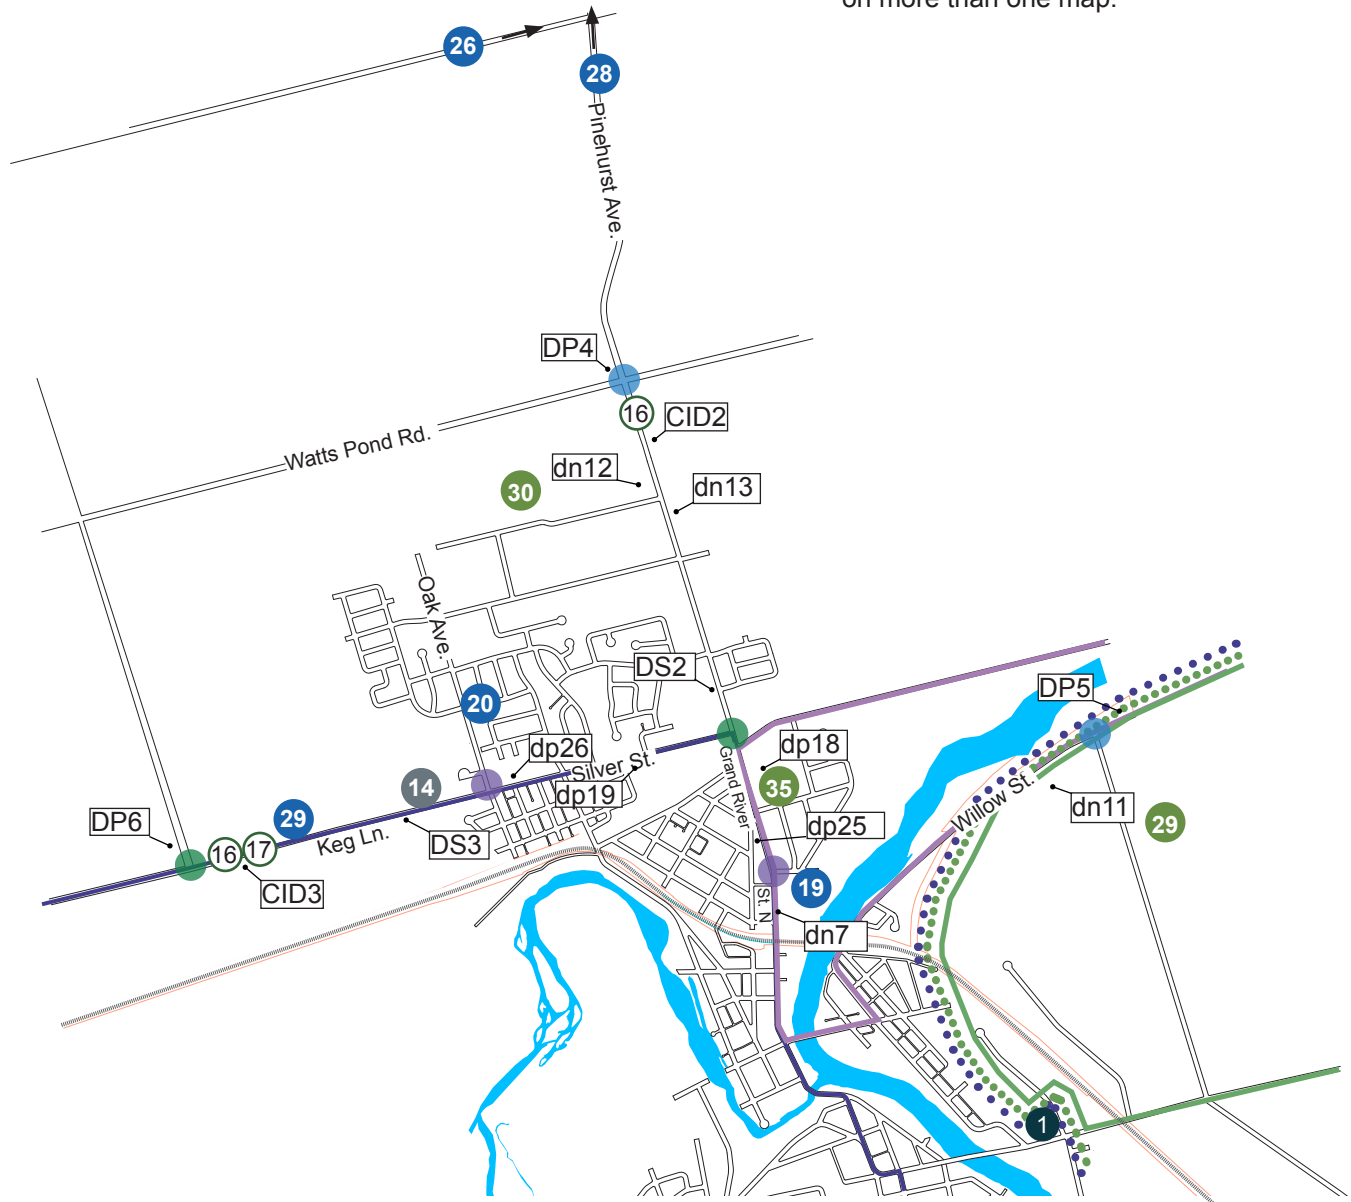 on more than one map.
26
28
Pinehurst Ave.
DP4
16
CID2
Watts Pond Rd.
dn12
30
dn13
Oak Ave.
DS2
DP5
20
dp26
Silver St.
dp18
14
dp19
Grand River
35
Willow St.
dn11
29
DP6
29
Keg Ln.
DS3
dp25
16
17
CID3
19
St. N
dn7
1